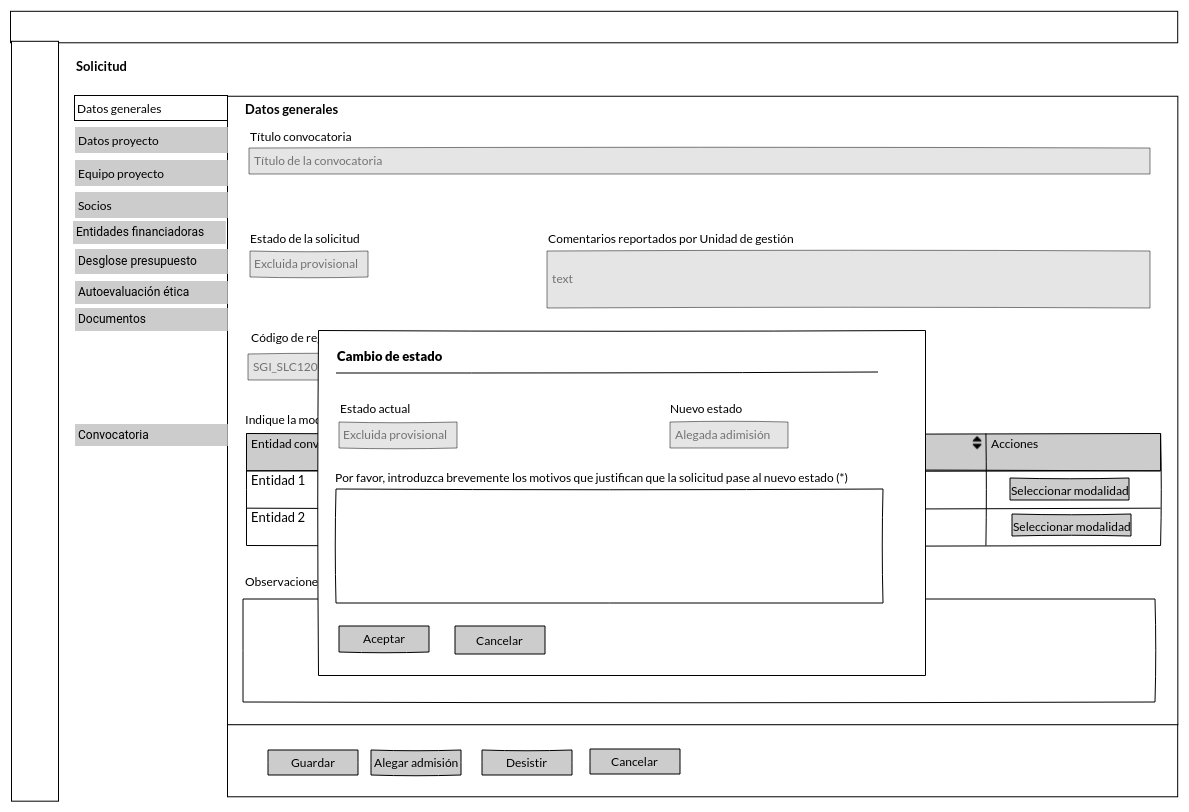 Solicitud
Datos generales
Datos proyecto
Equipo proyecto
Socios
Entidades financiadoras
Desglose presupuesto
Autoevaluación ética
Documentos
Convocatoria
Datos generales
Título convocatoria
Título de la convocatoria
Estado de la solicitud
Comentarios reportados por Unidad de gestión
Excluida provisional
text
Código de re
SGI_SLC120
Indique la mod
Entidad conv
Acciones
Entidad 1
Seleccionar modalidad
Entidad 2
Seleccionar modalidad
Observacione
Cambio de estado
Estado actual
Nuevo estado
Excluida provisional
Alegada admisión
Por favor, introduzca brevemente los motivos que justifican que la solicitud pase al nuevo estado (*)
Aceptar
Cancelar
Guardar
Alegar admisión
Desistir
Cancelar